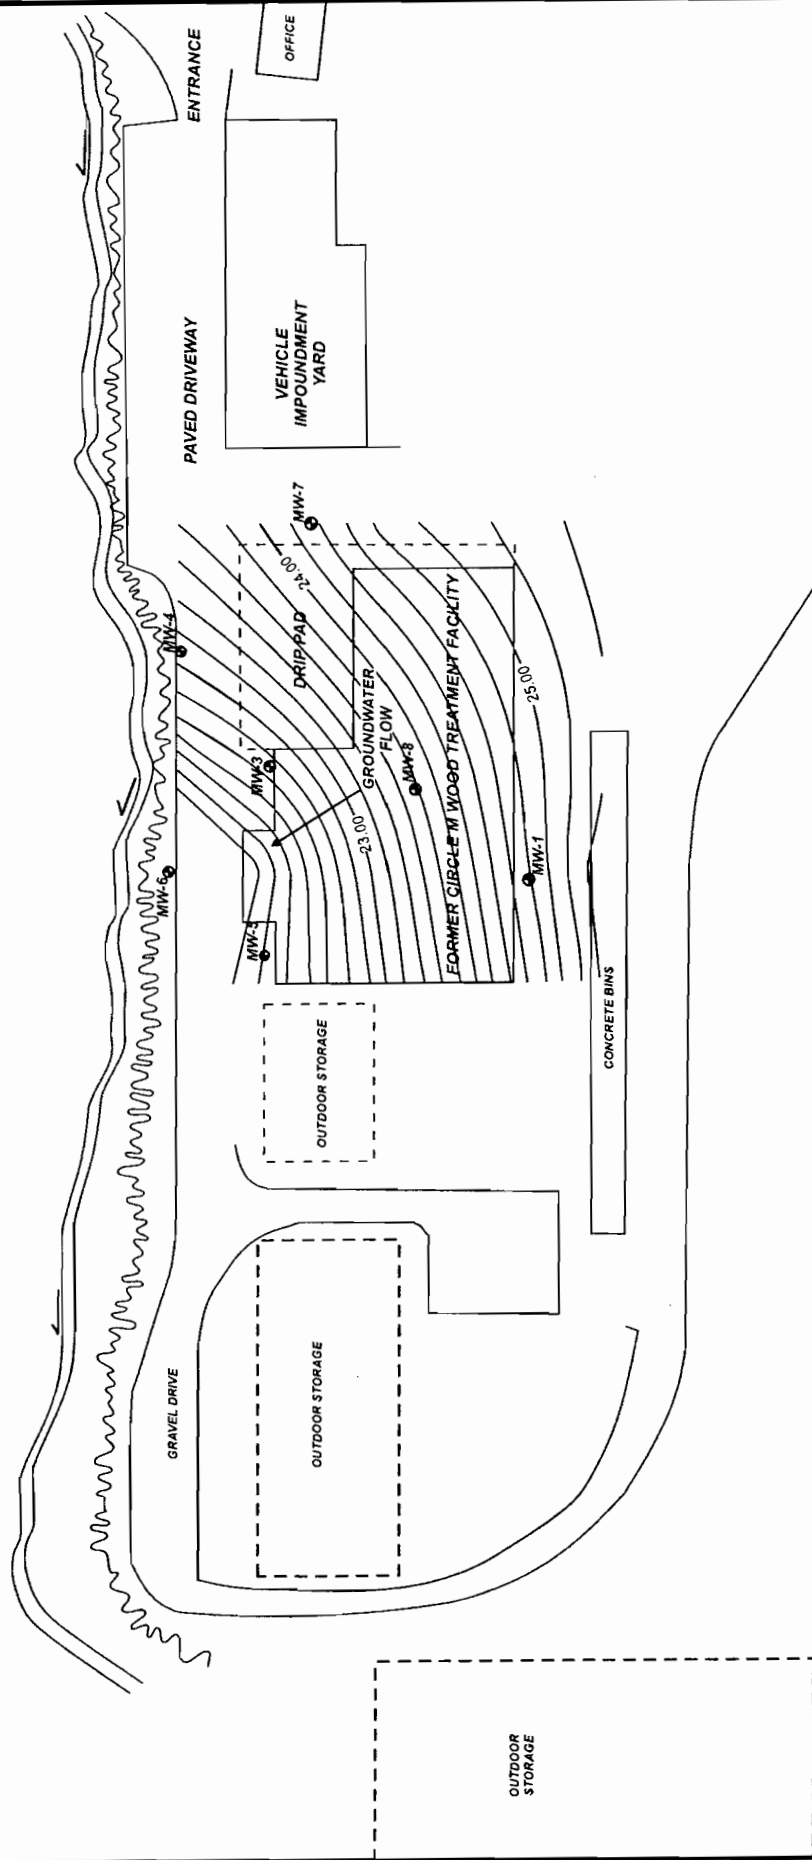 OFFICE
ENTRANCE
PAVED DRIVEWAY
VEHICLE
IMPOUNDMENT
YARD
MW-7
24.00
MW-4
DRIP PAD
FORMER CIRCLE M WOOD TREATMENT FACILITY
25.00
GROUNDWATER
FLOW
MW-3
MW-8
23.00
MW-1
MW-6
MW-5
CONCRETE BINS
OUTDOOR STORAGE
GRAVEL DRIVE
OUTDOOR STORAGE
OUTDOOR
STORAGE